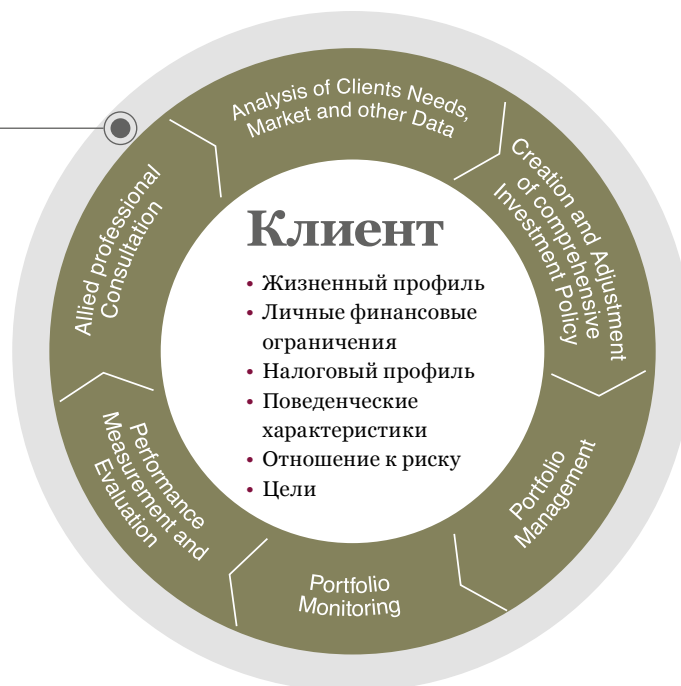 Analysis of Clients Needs,
Market and other Data
Creation and Adjustment
of comprehensive
Investment Policy
Portfolio
Management
Portfolio
Monitoring
Performance
Measurement and
Evaluation
Allied professional
Consultation
Клиент
• Жизненный профиль
• Личные финансовые
ограничения
• Налоговый профиль
• Поведенческие
характеристики
• Отношение к риску
• Цели